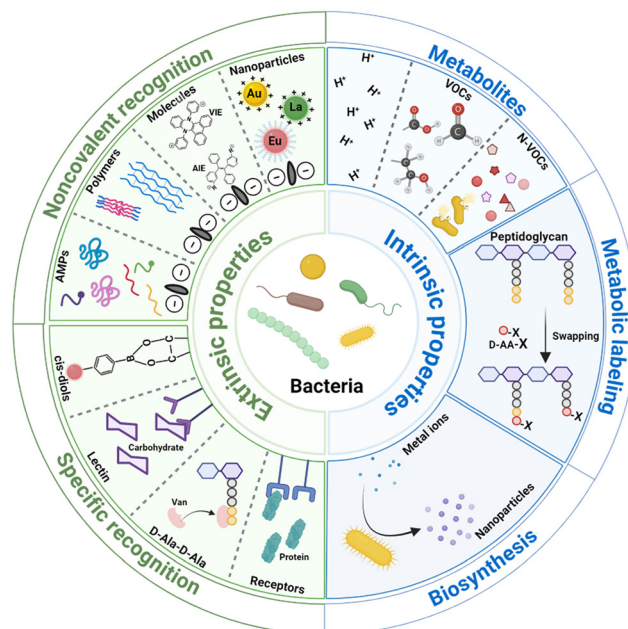 Noncovalent recognition
Nanoparticles
Au
La
Eu
Molecules
VIE
AIE
Polymers
AMPs
Metabolites
H+
H+
H+
H+
H+
H+
H+
VOCs
N-VOCs
Metabolic labeling
Peptidoglycan
O-X
D-AA-X
Swapping
-X
-X
Biosynthesis
Metal ions
Nanoparticles
Specific recognition
cis-diols
B
O-C
O-C
Lectin
Carbohydrate
D-Ala-D-Ala
Van
Receptors
Protein
Extrinsic properties
Intrinsic properties
Bacteria